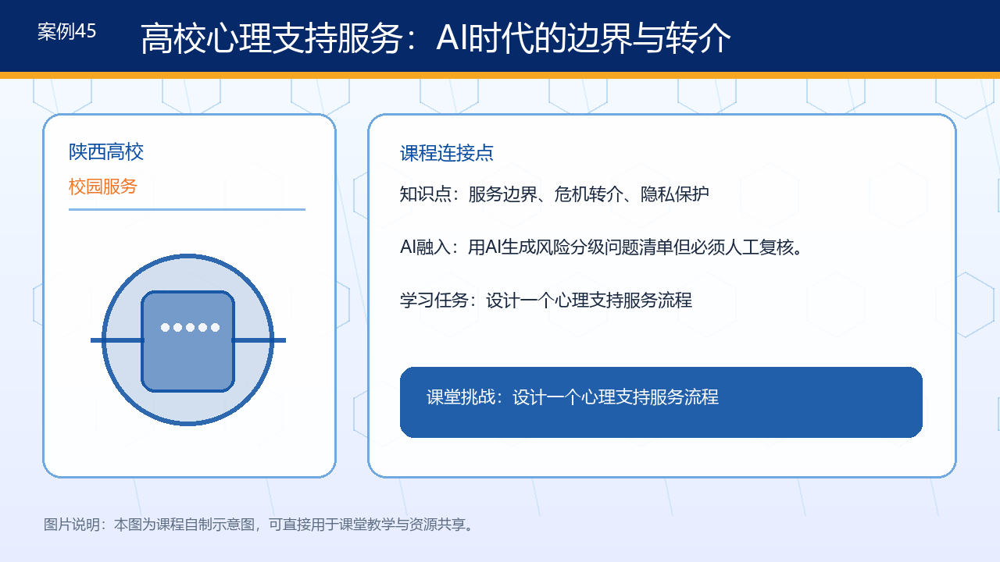 案例45
高校心理支持服务：AI时代的边界与转介
陕西高校
校园服务
课程连接点
知识点：服务边界、危机转介、隐私保护
AI融入：用AI生成风险分级问题清单但必须人工复核。
学习任务：设计一个心理支持服务流程
课堂挑战：设计一个心理支持服务流程
图片说明：本图为课程自制示意图，可直接用于课堂教学与资源共享。